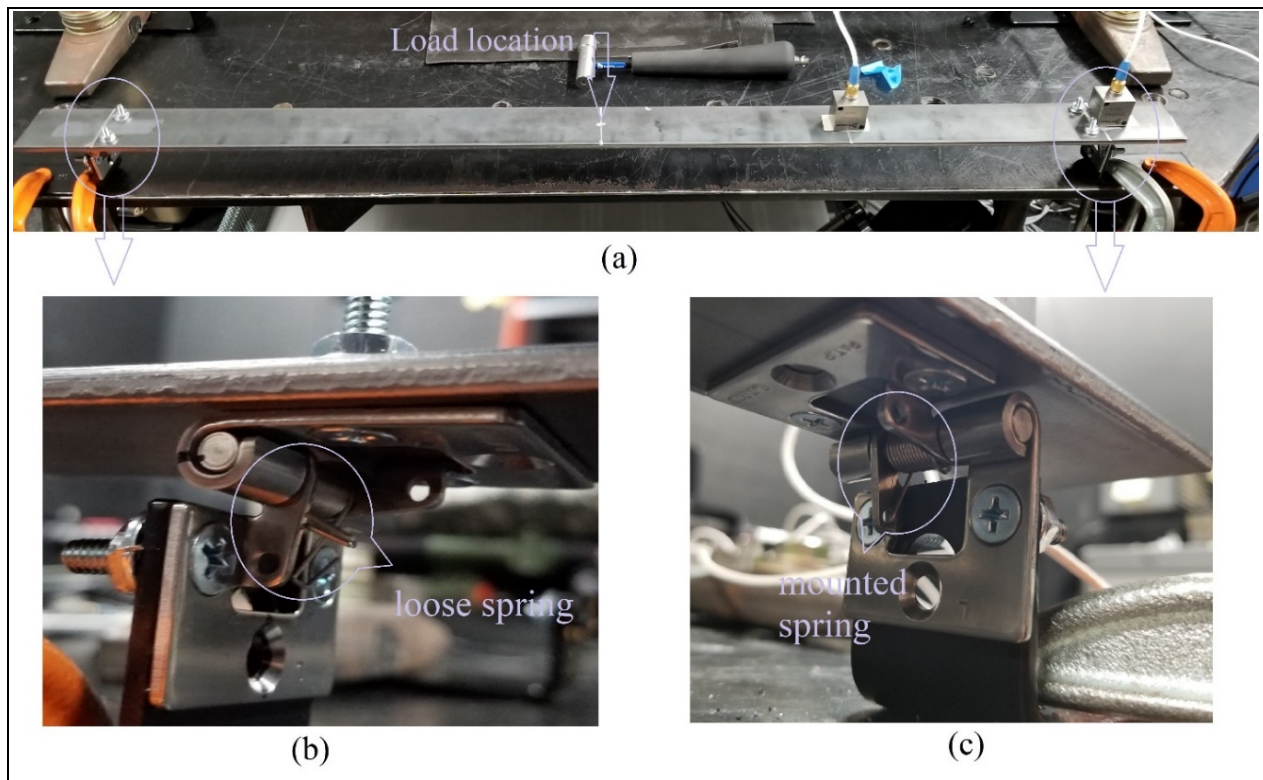 Load location
(a)
loose spring
mounted
spring
(b)
(c)